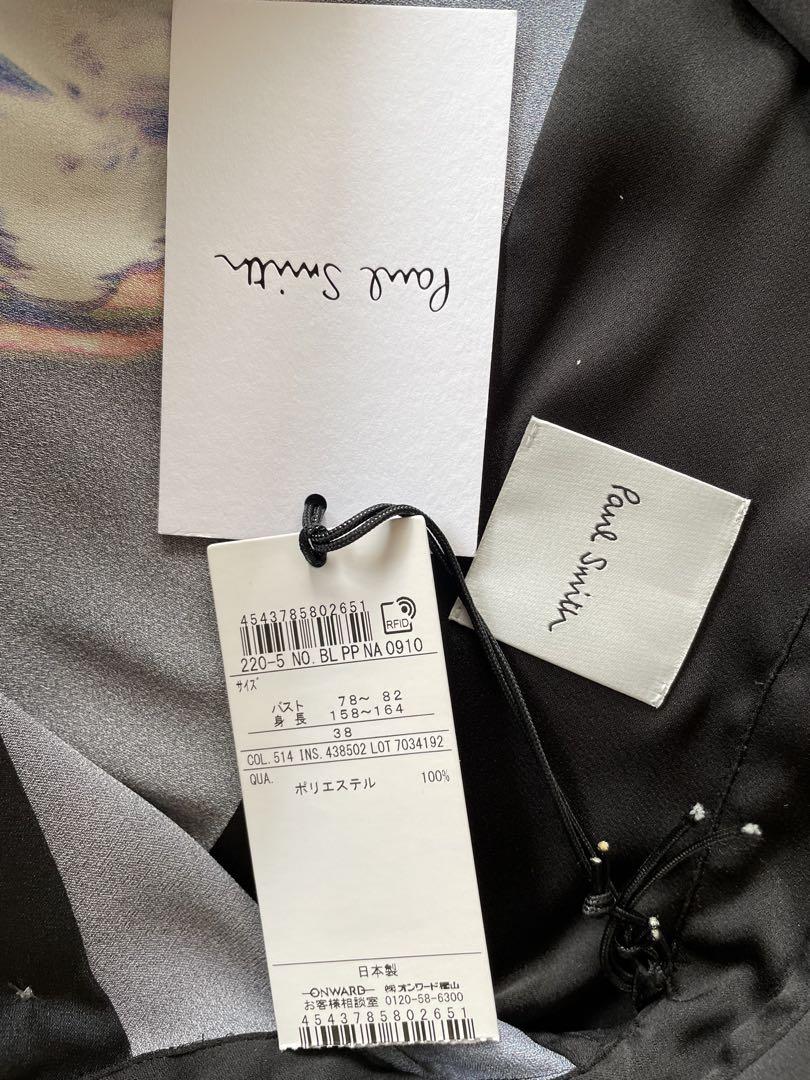 Paul Smith
Paul Smith
4543785802651
RFID
220-5 NO. BL PP NA 0910
サイズ
バスト 78～ 82
身長 158～164
38
COL. 514 INS. 438502 LOT 7034192
QUA.
ポリエステル 100%
日本製
ONWARD ㈱オンワード樫山
お客様相談室 0120-58-6300
4543785802651